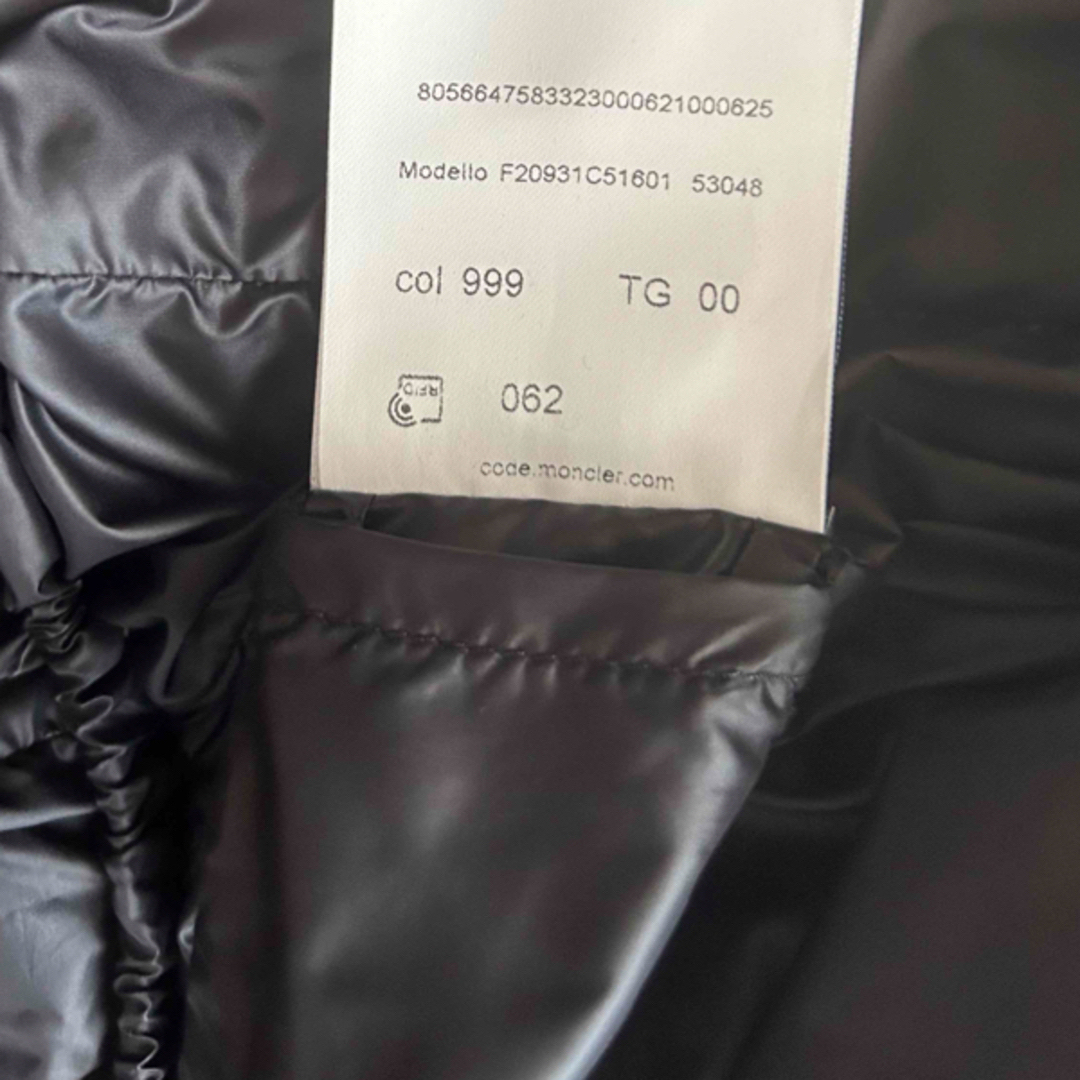 8056647583323000621000625
Modello F20931C51601 53048
col 999 TG 00
RFID 062
code.moncler.com